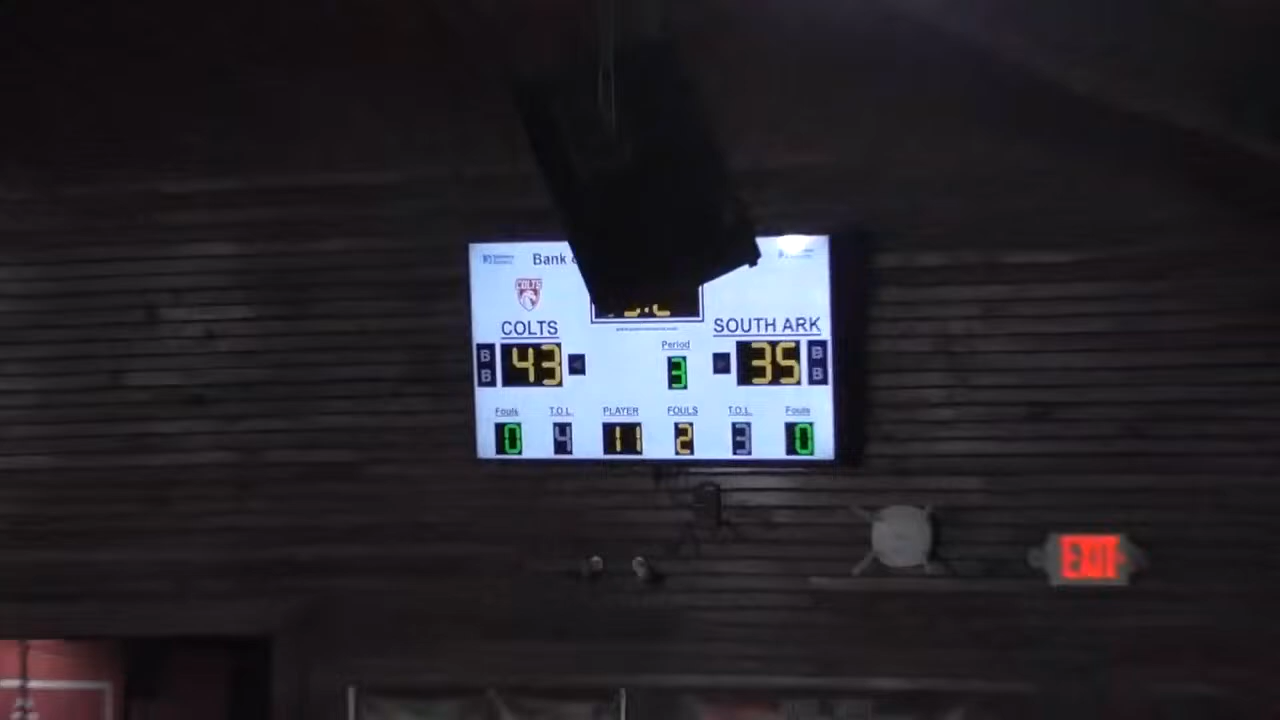 Bank
COLTS
COLTS
SOUTH ARK
Period
B
B
43
3
35
B
B
Fouls
T.O.L.
PLAYER
FOULS
T.O.L.
Fouls
0
4
11
2
3
0
EXIT